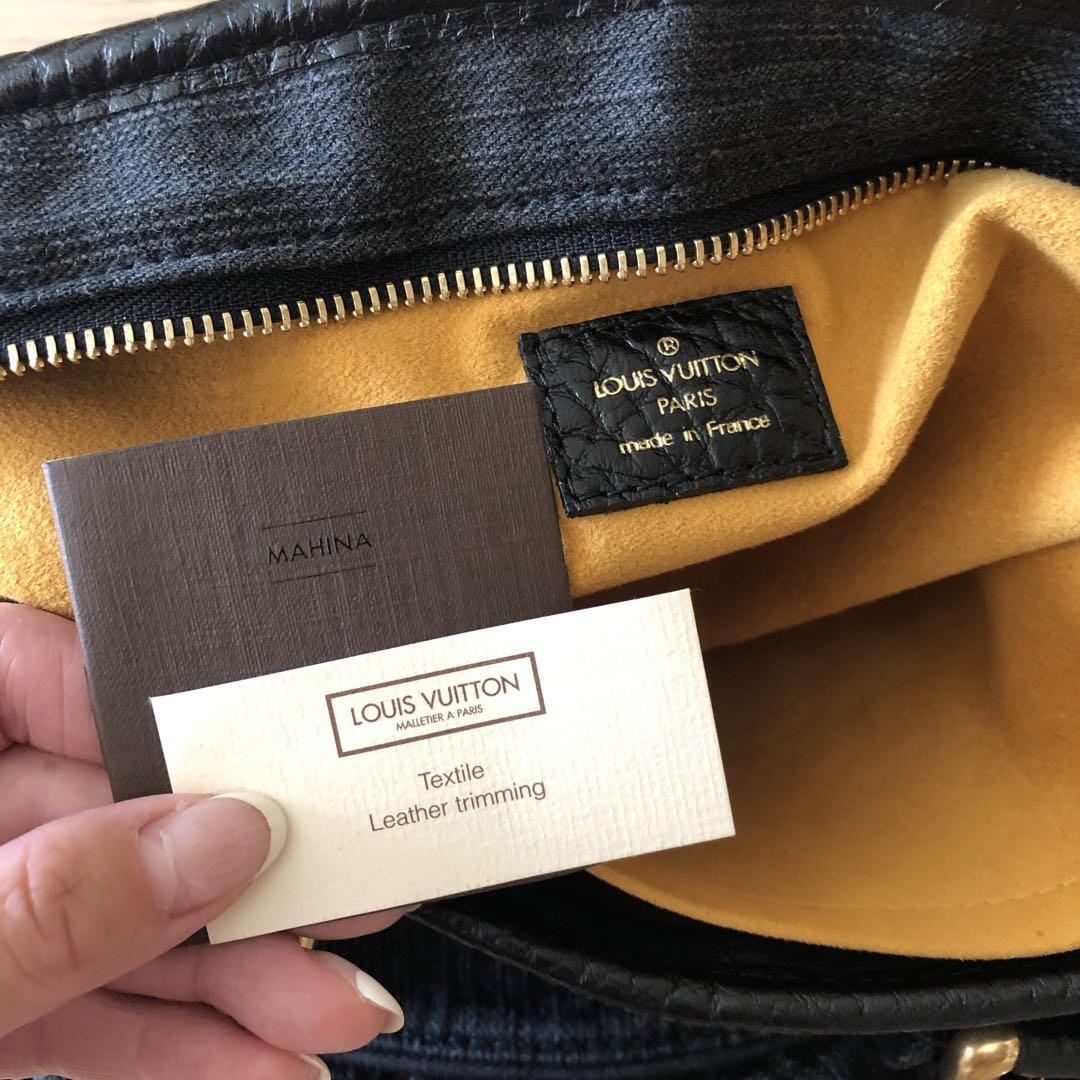 ®
LOUIS VUITTON
PARIS
made in France
MAHINA
LOUIS VUITTON
MALLETIER A PARIS
Textile
Leather trimming